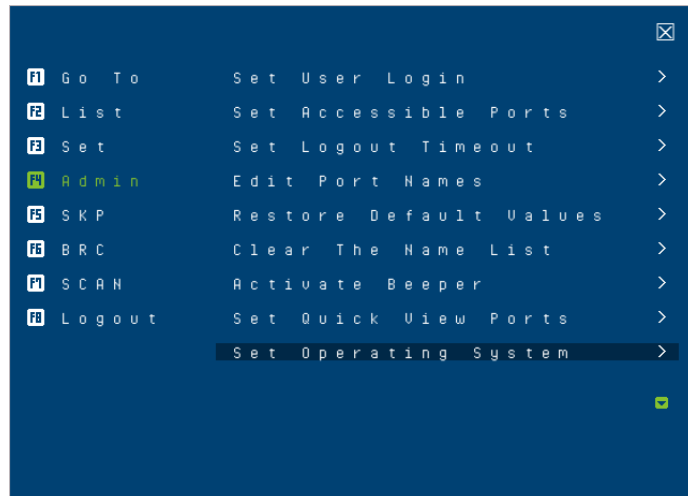 F1 Go To Set User Login >
F2 List Set Accessible Ports >
F3 Set Set Logout Timeout >
F4 Admin Edit Port Names >
F5 SKP Restore Default Values >
F6 BRC Clear The Name List >
F7 SCAN Activate Beeper >
F8 Logout Set Quick View Ports >
Set Operating System >